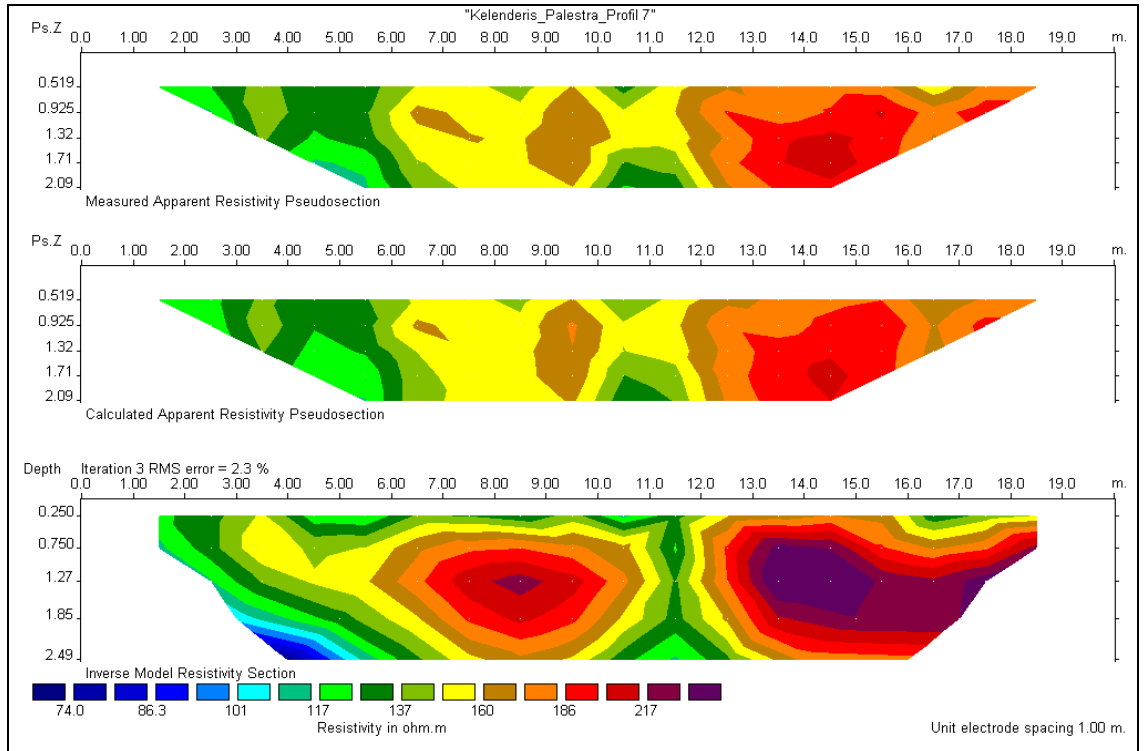 "Kelenderis_Palestra_Profil 7"
Ps.Z 0.0 1.00 2.00 3.00 4.00 5.00 6.00 7.00 8.00 9.00 10.0 11.0 12.0 13.0 14.0 15.0 16.0 17.0 18.0 19.0 m.
0.519
0.925
1.32
1.71
2.09
Measured Apparent Resistivity Pseudosection
Ps.Z 0.0 1.00 2.00 3.00 4.00 5.00 6.00 7.00 8.00 9.00 10.0 11.0 12.0 13.0 14.0 15.0 16.0 17.0 18.0 19.0 m.
0.519
0.925
1.32
1.71
2.09
Calculated Apparent Resistivity Pseudosection
Depth Iteration 3 RMS error = 2.3 %
0.0 1.00 2.00 3.00 4.00 5.00 6.00 7.00 8.00 9.00 10.0 11.0 12.0 13.0 14.0 15.0 16.0 17.0 18.0 19.0 m.
0.250
0.750
1.27
1.85
2.49
Inverse Model Resistivity Section
74.0 86.3 101 117 137 160 186 217
Resistivity in ohm.m Unit electrode spacing 1.00 m.